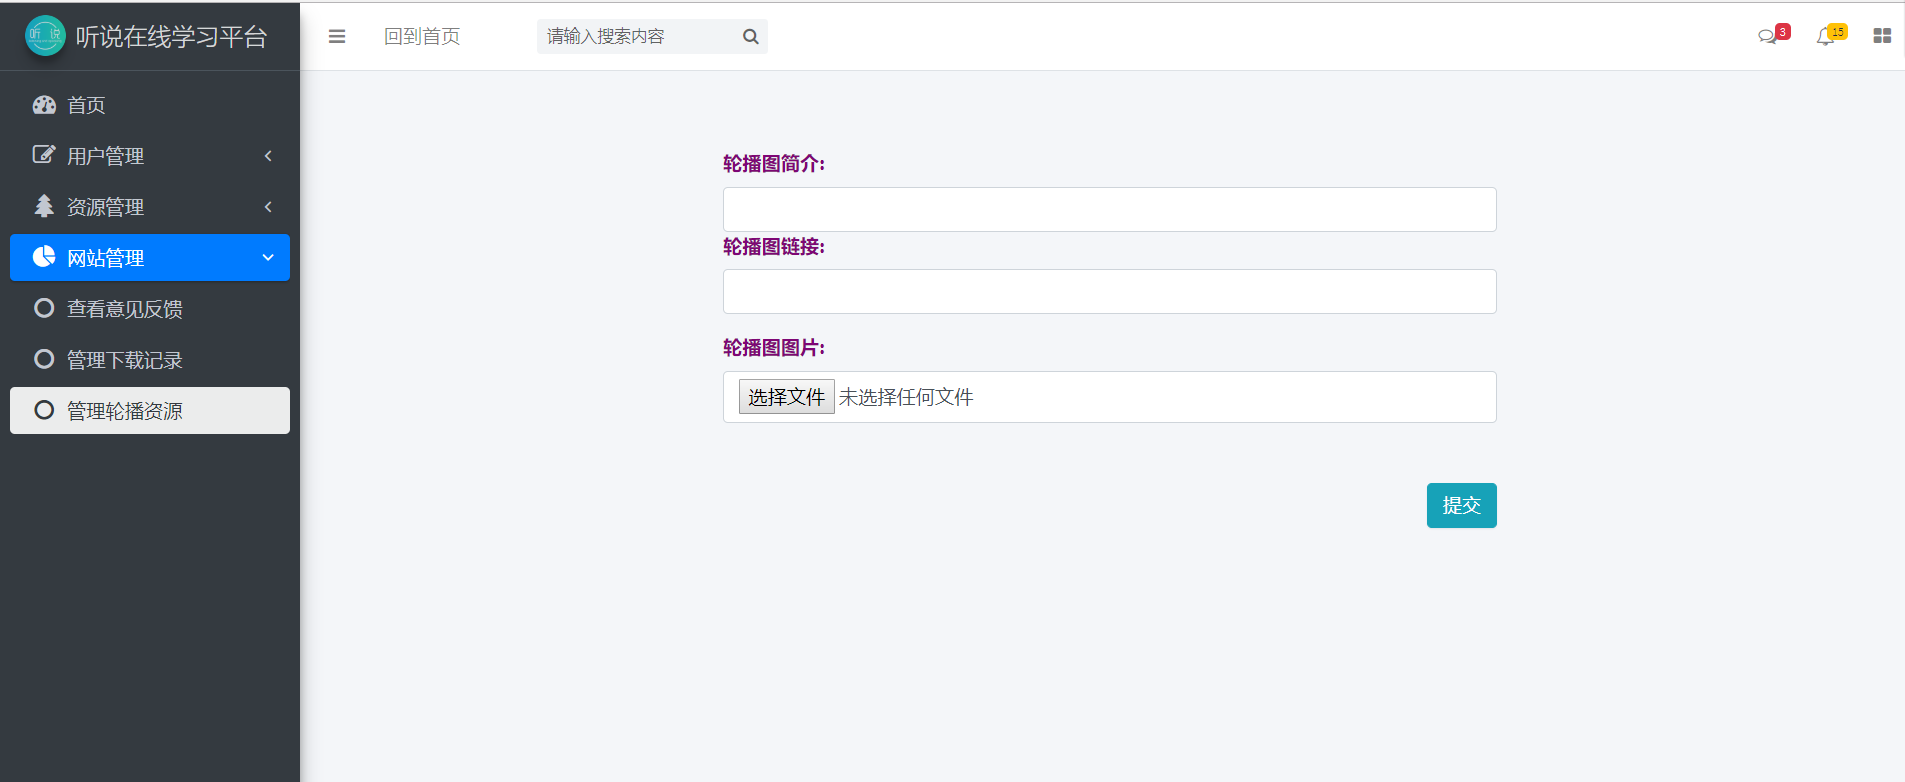 听 说
听说在线学习平台
回到首页
请输入搜索内容
3
15
首页
用户管理
资源管理
网站管理
查看意见反馈
管理下载记录
管理轮播资源
轮播图简介:
轮播图链接:
轮播图图片:
选择文件 未选择任何文件
提交